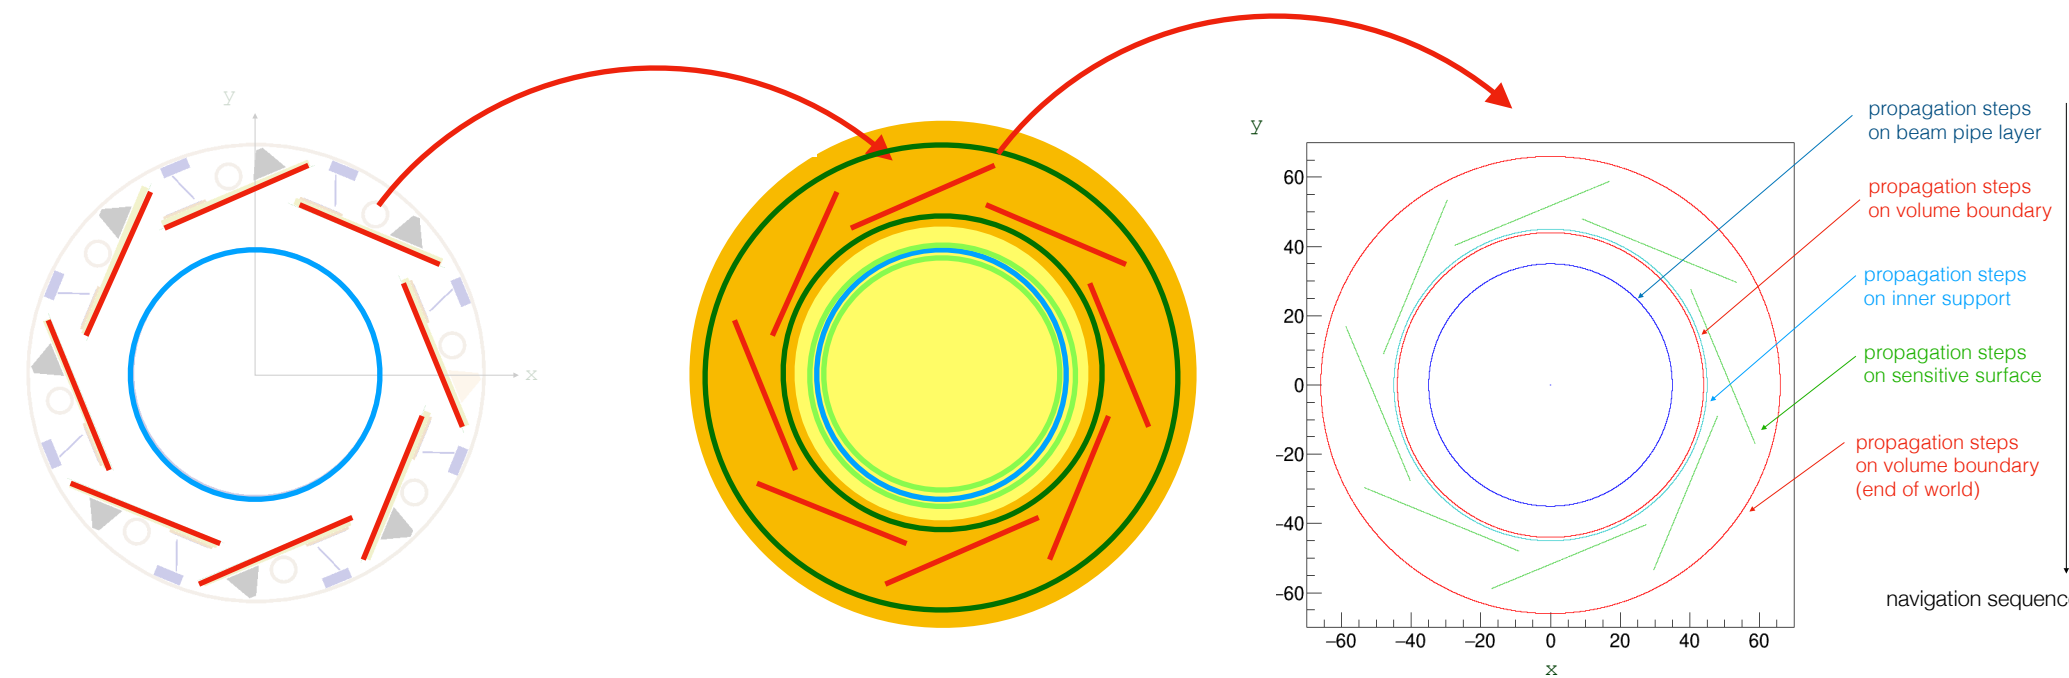 y
x
y
60
40
20
0
−20
−40
−60
−60
−40
−20
0
20
40
60
x
propagation steps
on beam pipe layer
propagation steps
on volume boundary
propagation steps
on inner support
propagation steps
on sensitive surface
propagation steps
on volume boundary
(end of world)
navigation sequenc